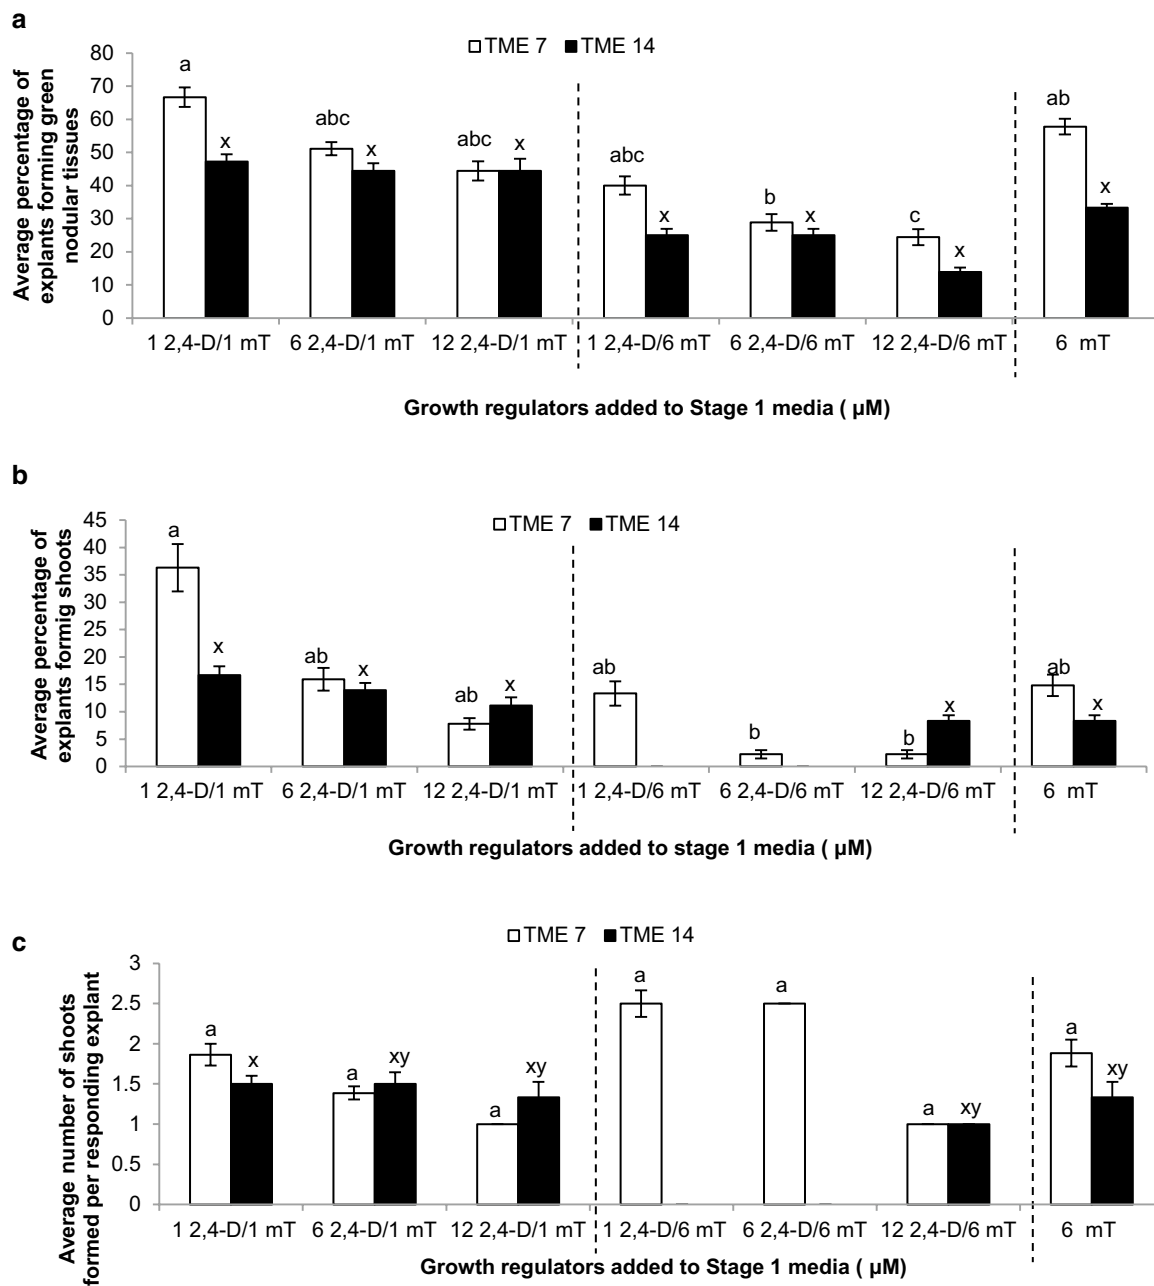 a
TME 7 TME 14
Average percentage of
explants forming green
nodular tissues
80
70
60
50
40
30
20
10
0
a x abc x abc x abc x b x c x ab x
1 2,4-D/1 mT 6 2,4-D/1 mT 12 2,4-D/1 mT 1 2,4-D/6 mT 6 2,4-D/6 mT 12 2,4-D/6 mT 6 mT
Growth regulators added to Stage 1 media ( µM)
b
TME 7 TME 14
Average percentage of
explants formig shoots
45
40
35
30
25
20
15
10
5
0
a x ab x ab x ab b b x ab x
1 2,4-D/1 mT 6 2,4-D/1 mT 12 2,4-D/1 mT 1 2,4-D/6 mT 6 2,4-D/6 mT 12 2,4-D/6 mT 6 mT
Growth regulators added to stage 1 media ( µM)
c
TME 7 TME 14
Average number of shoots
formed per responding explant
3
2.5
2
1.5
1
0.5
0
a x a xy a xy a a a xy a xy
1 2,4-D/1 mT 6 2,4-D/1 mT 12 2,4-D/1 mT 1 2,4-D/6 mT 6 2,4-D/6 mT 12 2,4-D/6 mT 6 mT
Growth regulators added to Stage 1 media ( µM)